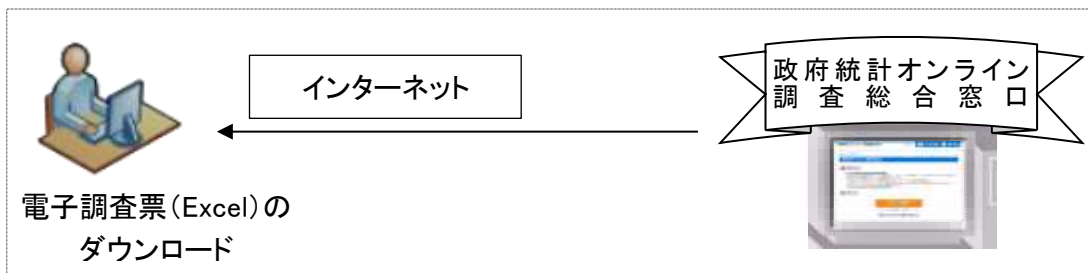 政府統計オンライン
調査総合窓口
インターネット
電子調査票(Excel)の
ダウンロード